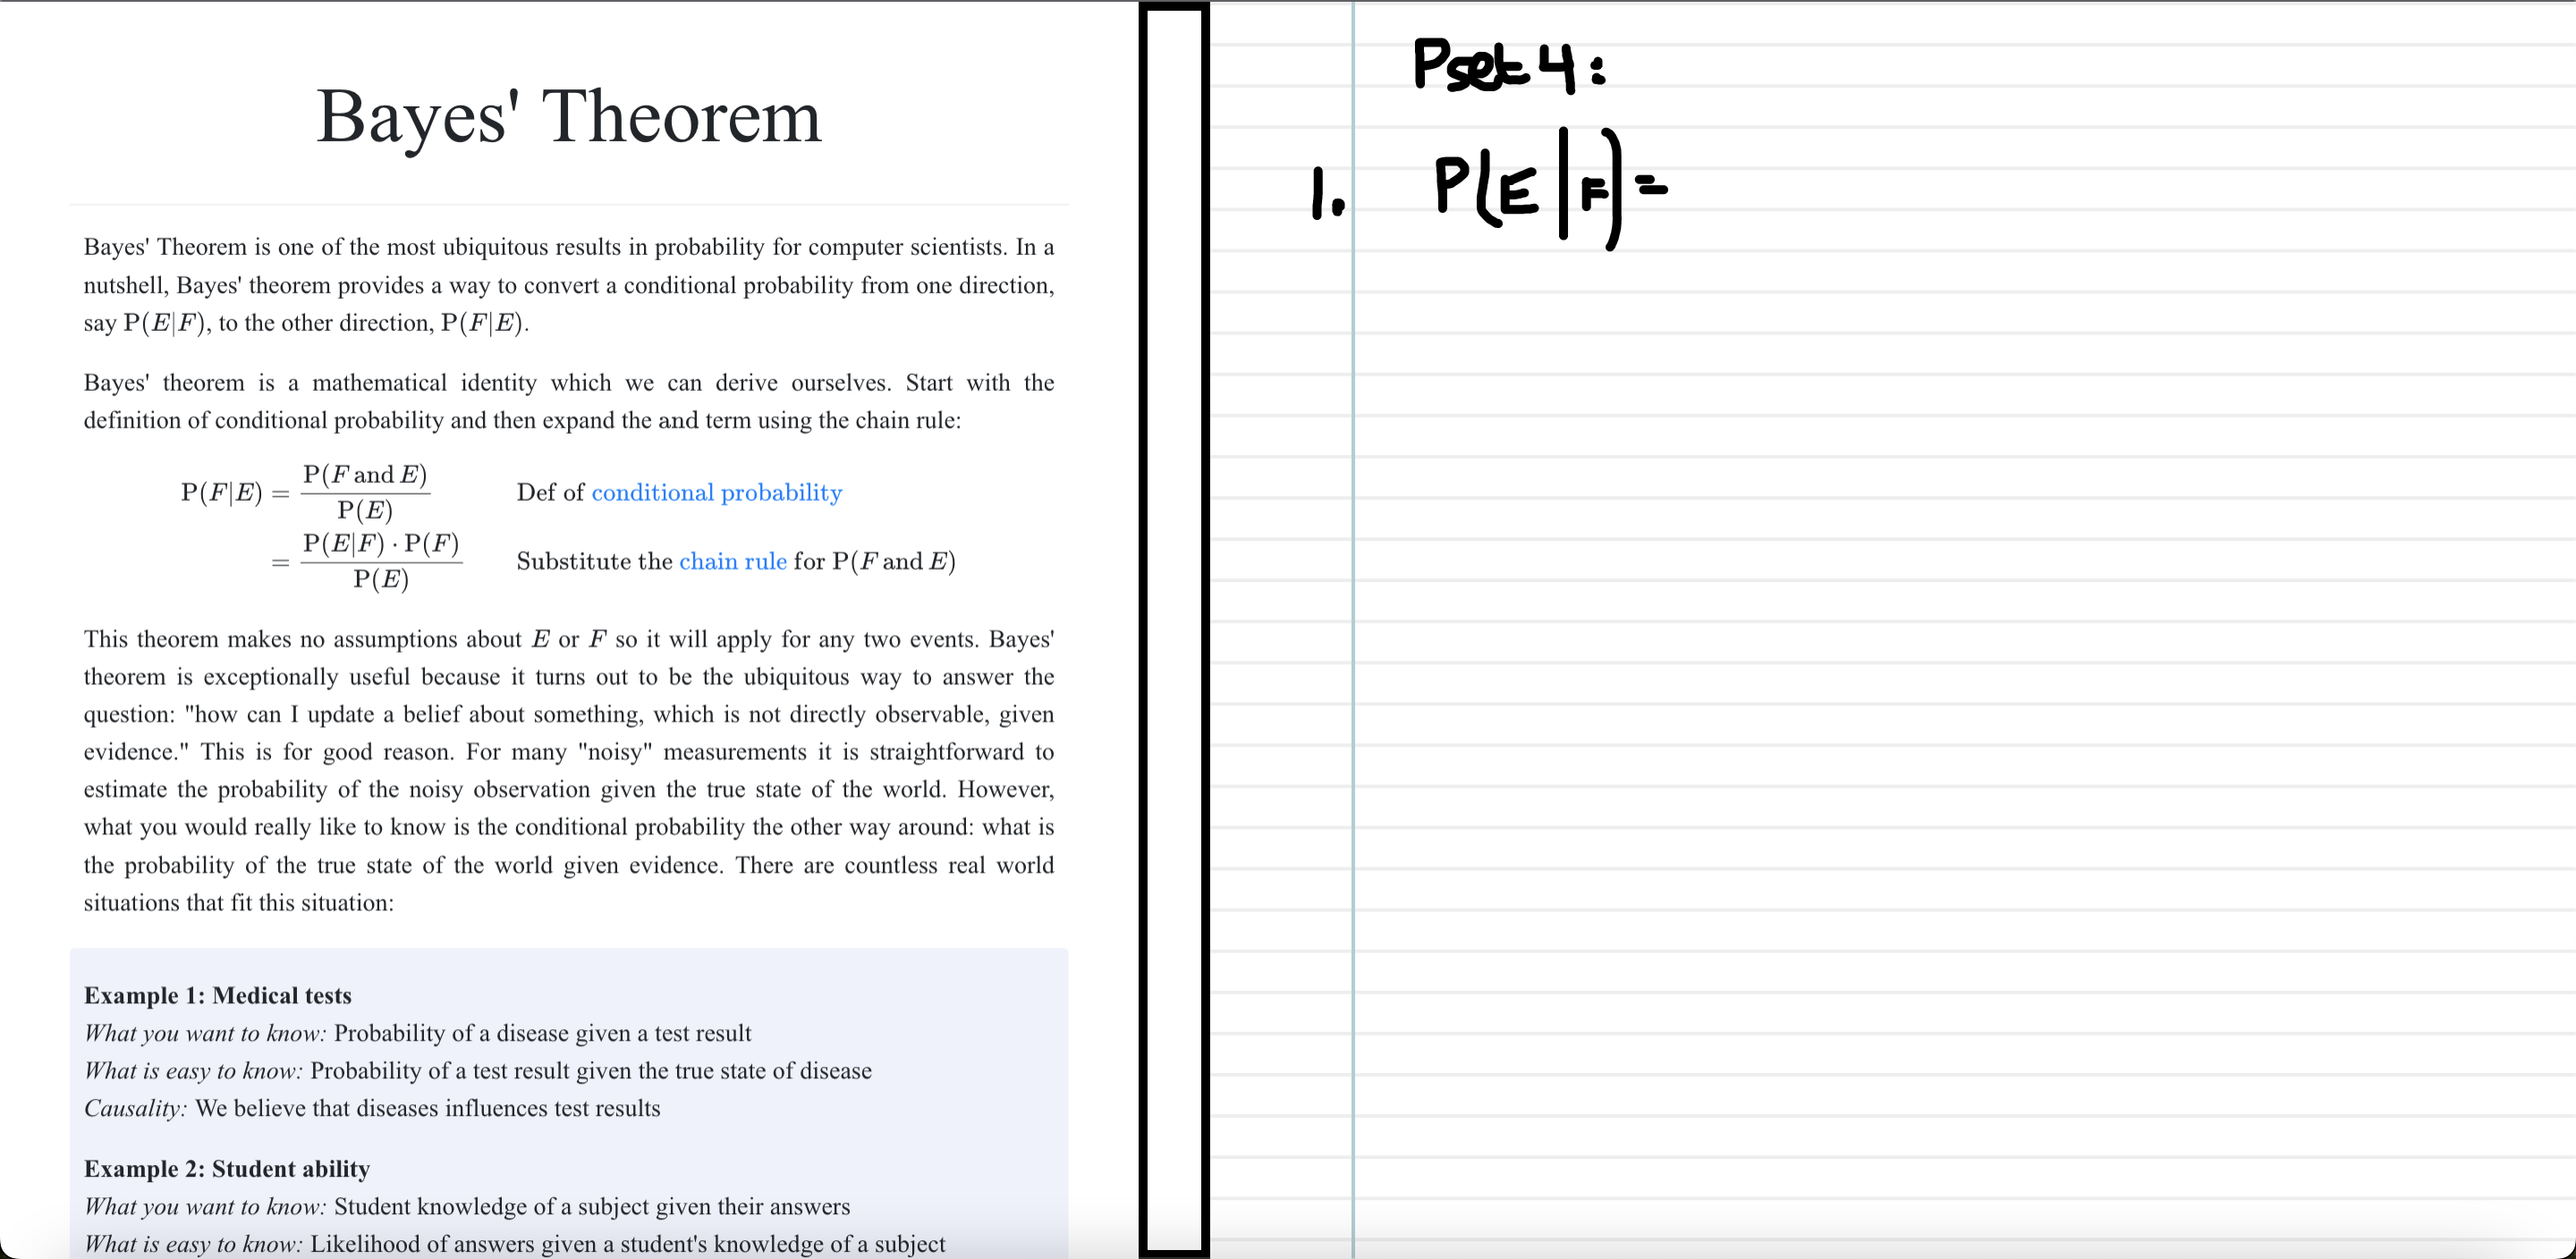 Bayes' Theorem
Bayes' Theorem is one of the most ubiquitous results in probability for computer scientists. In a
nutshell, Bayes' theorem provides a way to convert a conditional probability from one direction,
say P(E|F), to the other direction, P(F|E).
Bayes' theorem is a mathematical identity which we can derive ourselves. Start with the
definition of conditional probability and then expand the and term using the chain rule:
P(F|E) = P(F and E) / P(E) Def of conditional probability
= P(E|F) · P(F) / P(E) Substitute the chain rule for P(F and E)
This theorem makes no assumptions about E or F so it will apply for any two events. Bayes'
theorem is exceptionally useful because it turns out to be the ubiquitous way to answer the
question: "how can I update a belief about something, which is not directly observable, given
evidence." This is for good reason. For many "noisy" measurements it is straightforward to
estimate the probability of the noisy observation given the true state of the world. However,
what you would really like to know is the conditional probability the other way around: what is
the probability of the true state of the world given evidence. There are countless real world
situations that fit this situation:
Example 1: Medical tests
What you want to know: Probability of a disease given a test result
What is easy to know: Probability of a test result given the true state of disease
Causality: We believe that diseases influences test results
Example 2: Student ability
What you want to know: Student knowledge of a subject given their answers
What is easy to know: Likelihood of answers given a student's knowledge of a subject
Pset 4:
1. P(E|F)=